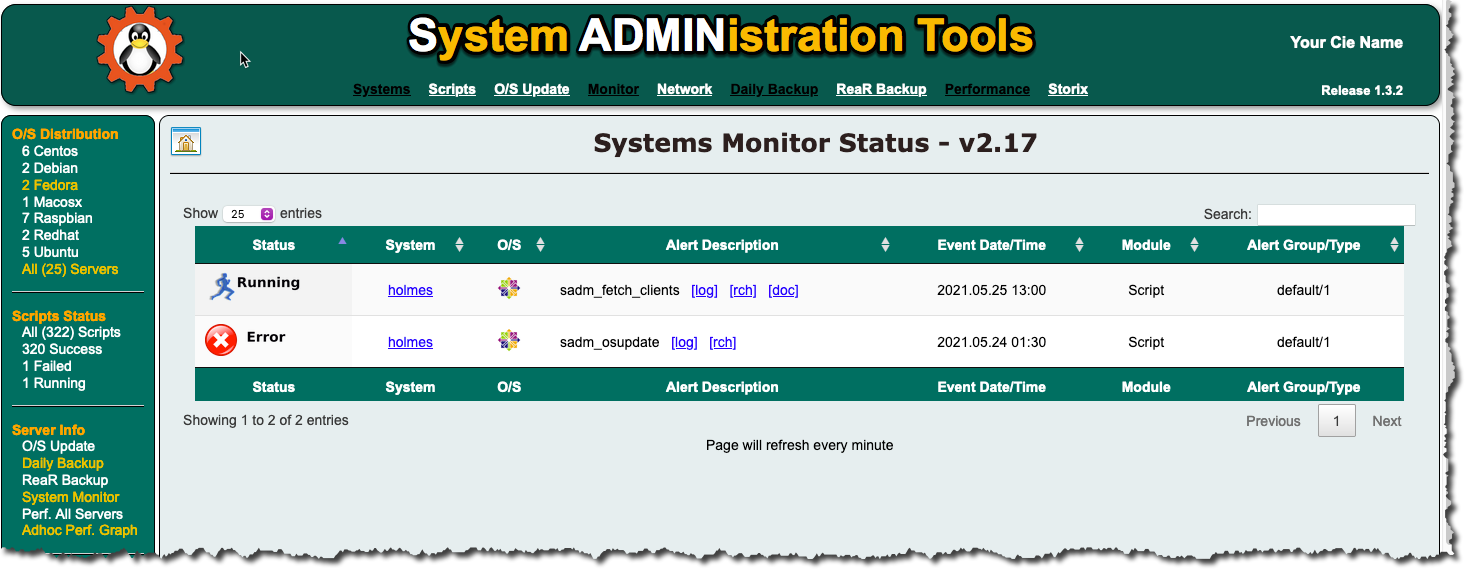 System ADMINistration Tools
Your Cie Name
Systems Scripts O/S Update Monitor Network Daily Backup ReaR Backup Performance Storix
Release 1.3.2
O/S Distribution
6 Centos
2 Debian
2 Fedora
1 Macosx
7 Raspbian
2 Redhat
5 Ubuntu
All (25) Servers
Scripts Status
All (322) Scripts
320 Success
1 Failed
1 Running
Server Info
O/S Update
Daily Backup
ReaR Backup
System Monitor
Perf. All Servers
Adhoc Perf. Graph
Systems Monitor Status - v2.17
Show 25 entries
Search:
Status System O/S Alert Description Event Date/Time Module Alert Group/Type
Running holmes sadm_fetch_clients [log] [rch] [doc] 2021.05.25 13:00 Script default/1
Error holmes sadm_osupdate [log] [rch] 2021.05.24 01:30 Script default/1
Status System O/S Alert Description Event Date/Time Module Alert Group/Type
Showing 1 to 2 of 2 entries
Previous 1 Next
Page will refresh every minute